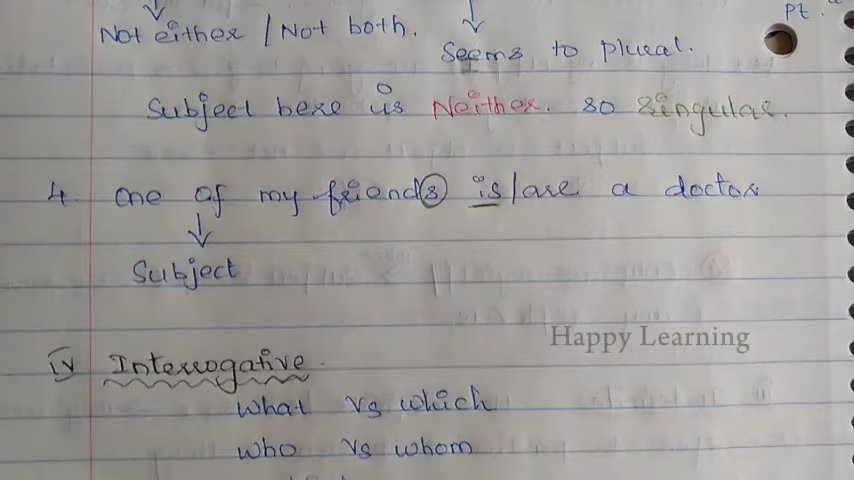 pt.
Not either / Not both.
Seems to plural.
Subject here is Neither. so singular.
4 One of my friends is/are a doctor
Subject
Happy Learning
iv Interrogative.
What Vs which
who Vs whom